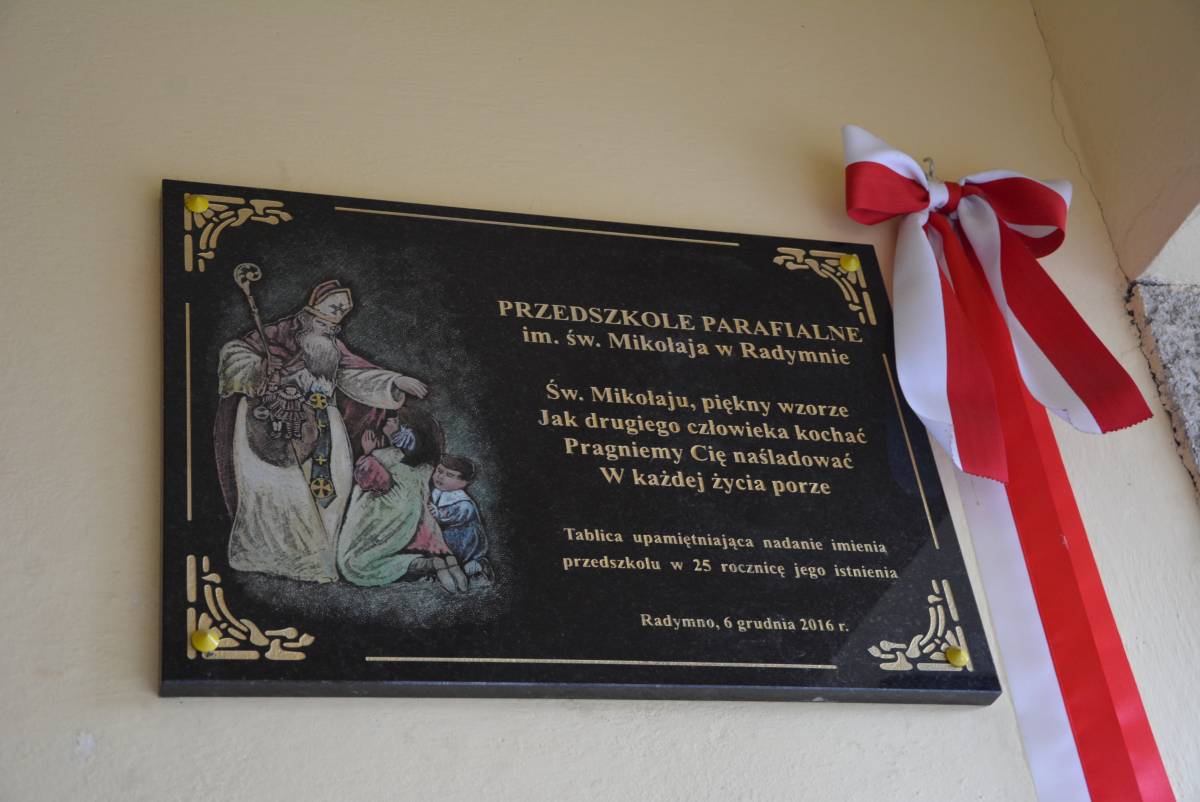 PRZEDSZKOLE PARAFIALNE
im. św. Mikołaja w Radymnie
Św. Mikołaju, piękny wzorze
Jak drugiego człowieka kochać
Pragniemy Cię naśladować
W każdej życia porze
Tablica upamiętniająca nadanie imienia
przedszkolu w 25 rocznicę jego istnienia
Radymno, 6 grudnia 2016 r.